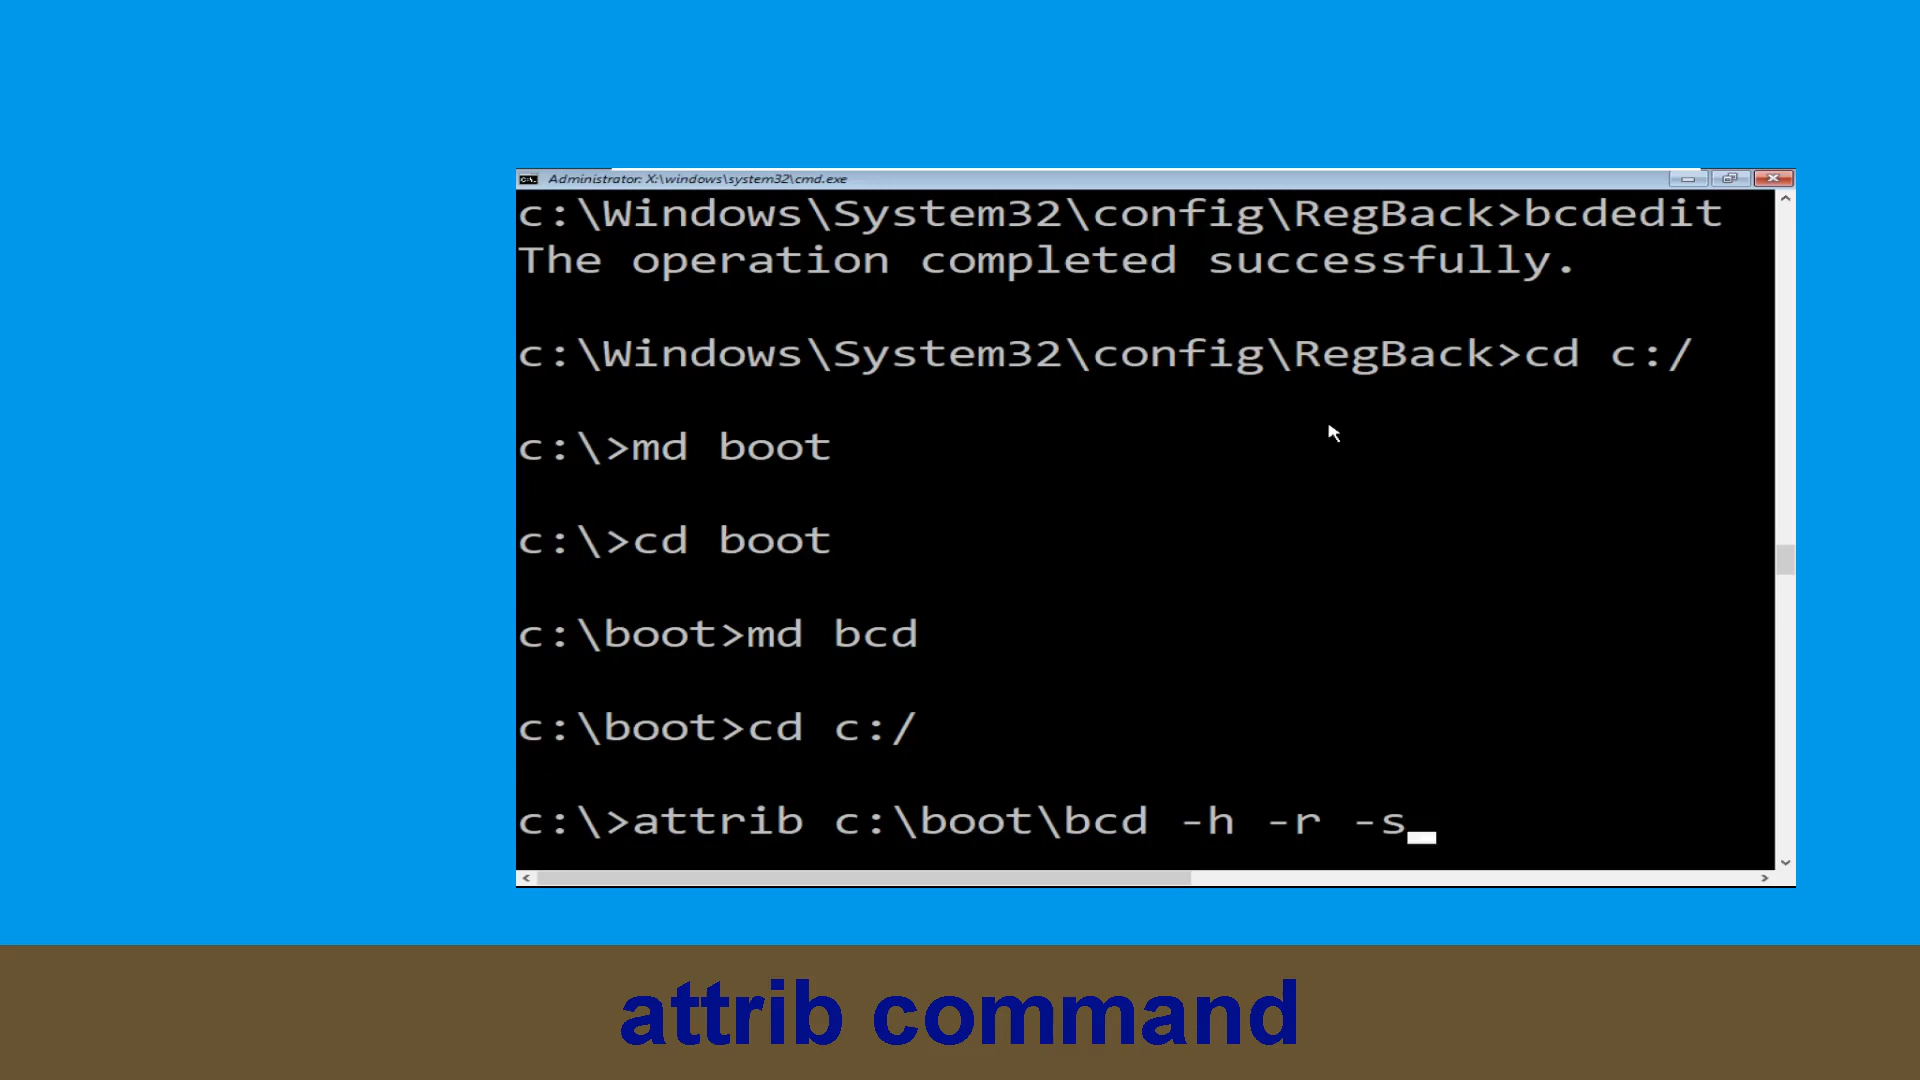 Administrator: X:\windows\system32\cmd.exe
c:\Windows\System32\config\RegBack>bcdedit
The operation completed successfully.
c:\Windows\System32\config\RegBack>cd c:/
c:\>md boot
c:\>cd boot
c:\boot>md bcd
c:\boot>cd c:/
c:\>attrib c:\boot\bcd -h -r -s
attrib command